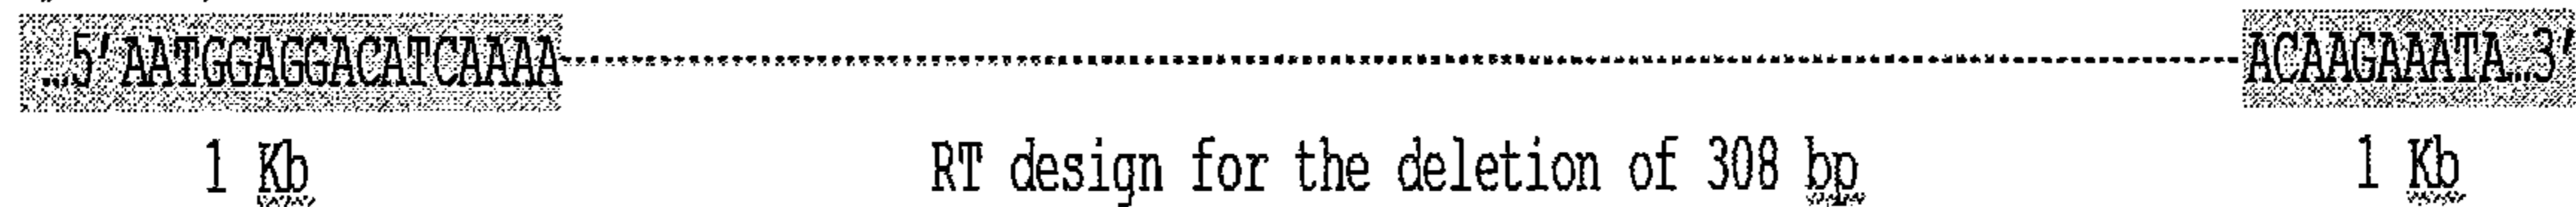 ...5'AATGGAGGACATCAAAA ACAAGAAATA...3'
1 Kb RT design for the deletion of 308 bp 1 Kb